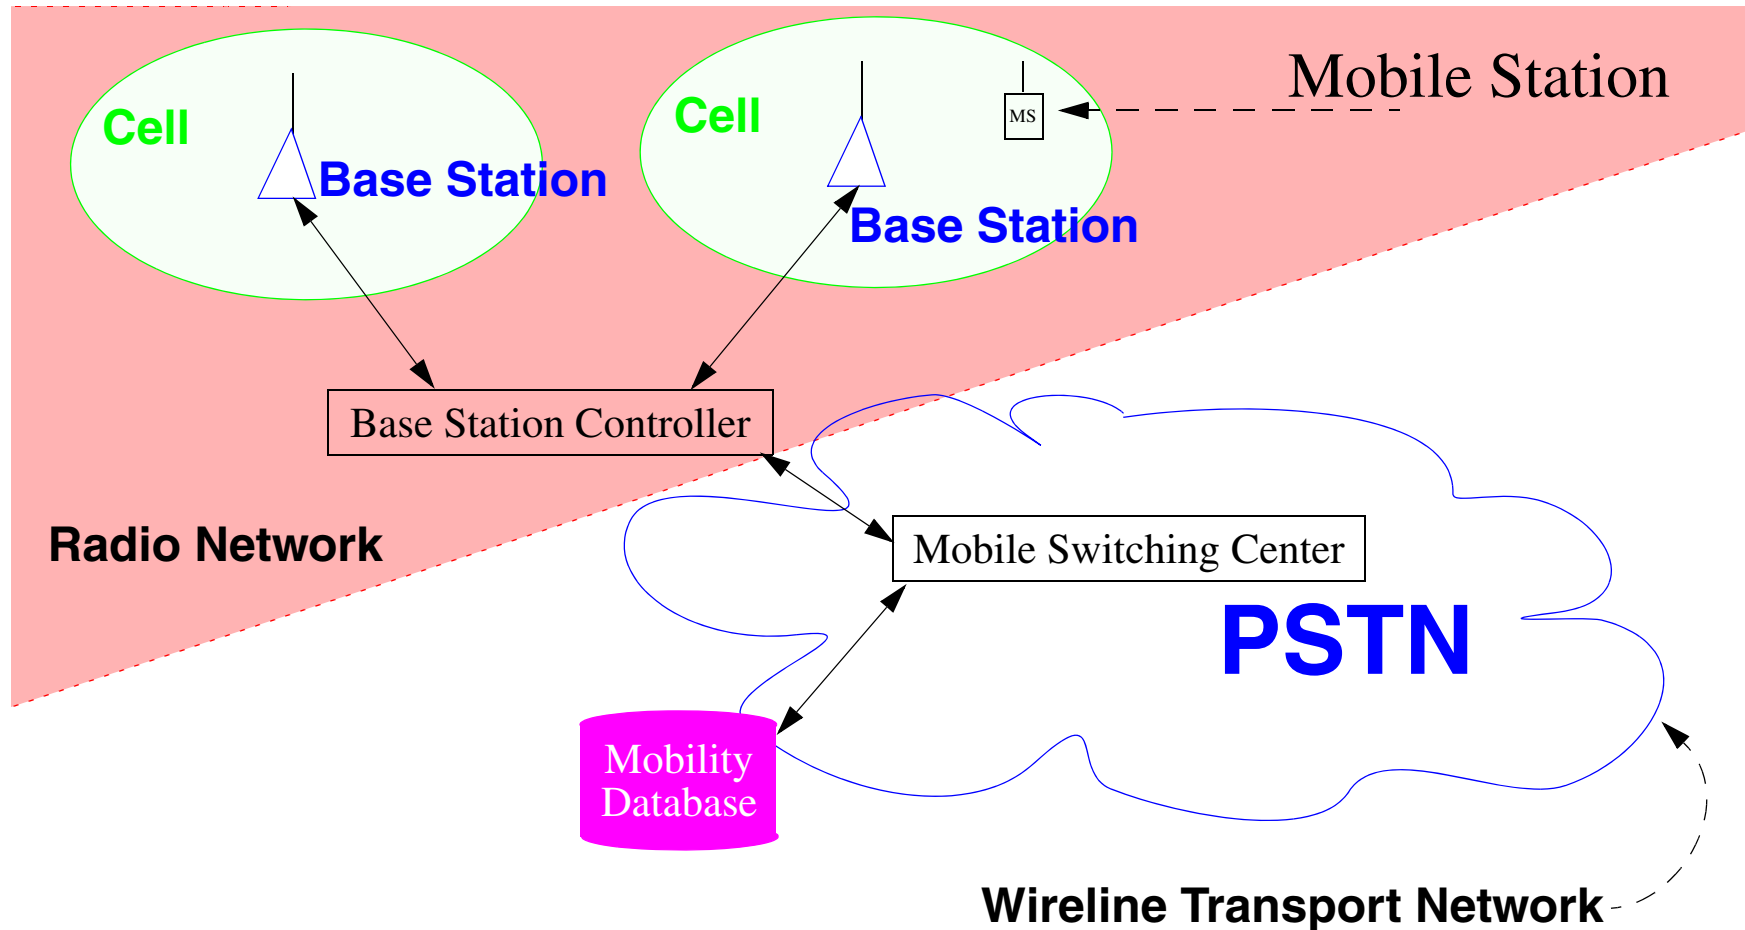 Mobile Station
Cell
Cell
MS
Base Station
Base Station
Base Station Controller
Radio Network
Mobile Switching Center
PSTN
Mobility
Database
Wireline Transport Network